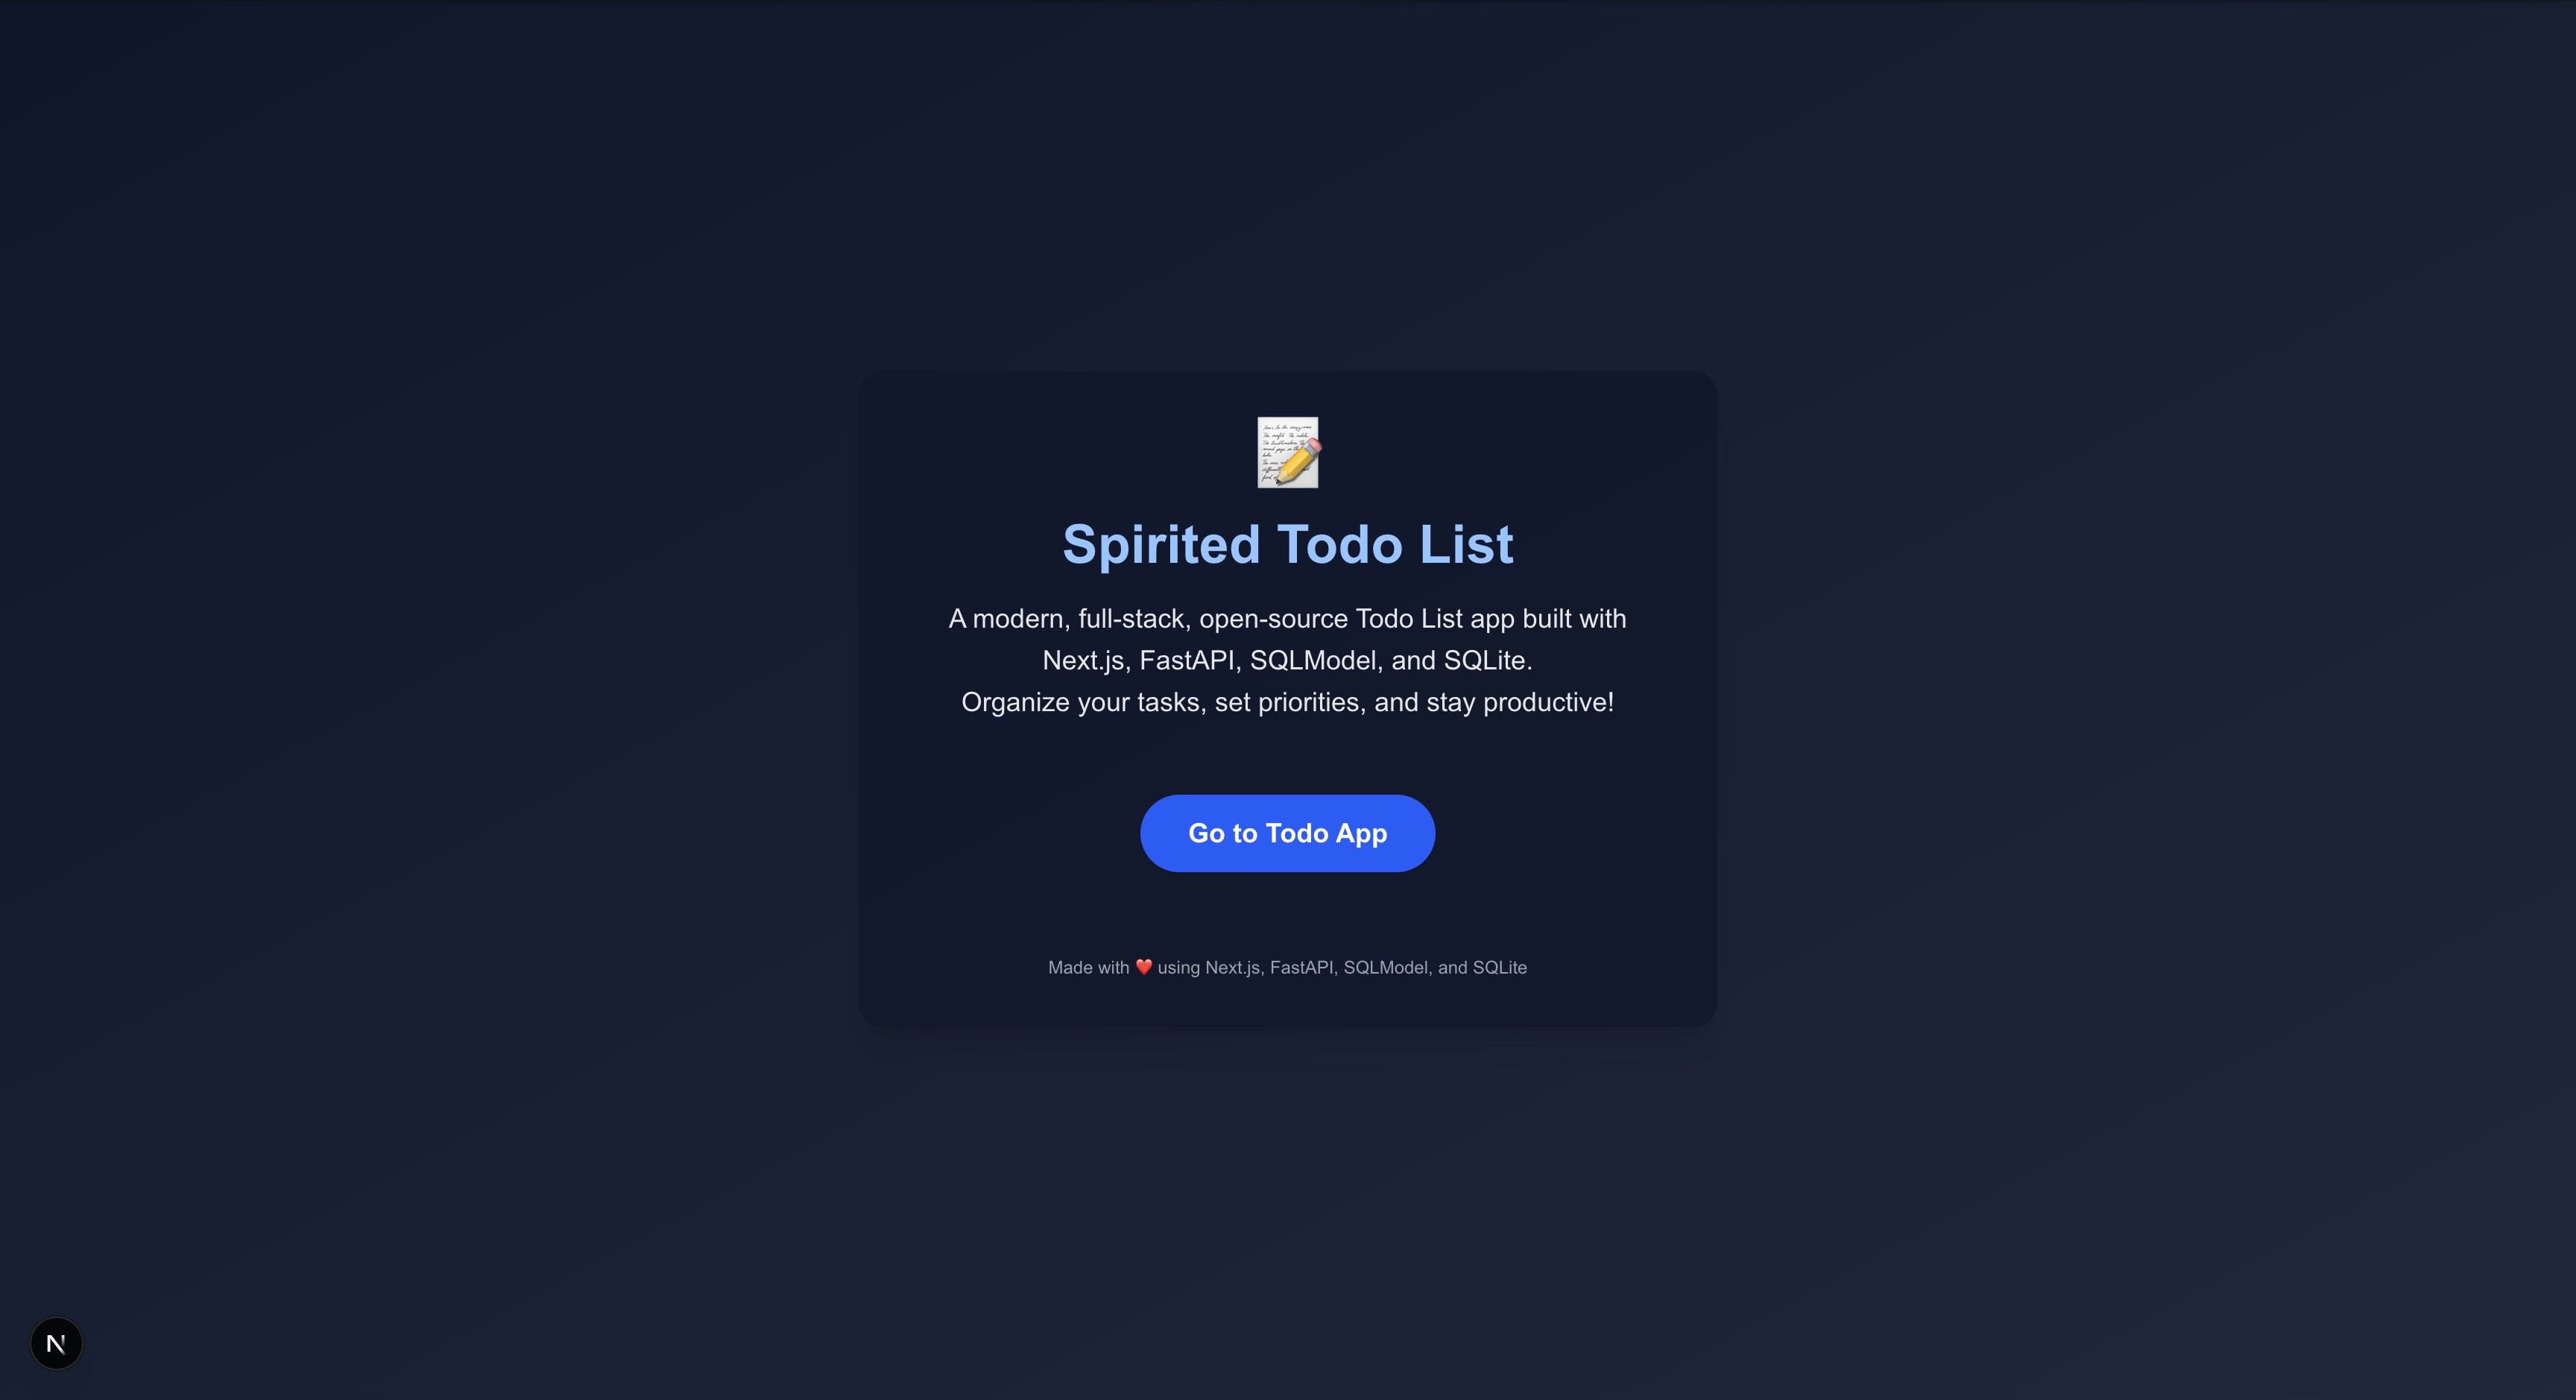 Spirited Todo List
A modern, full-stack, open-source Todo List app built with
Next.js, FastAPI, SQLModel, and SQLite.
Organize your tasks, set priorities, and stay productive!
Go to Todo App
Made with ❤️ using Next.js, FastAPI, SQLModel, and SQLite
N